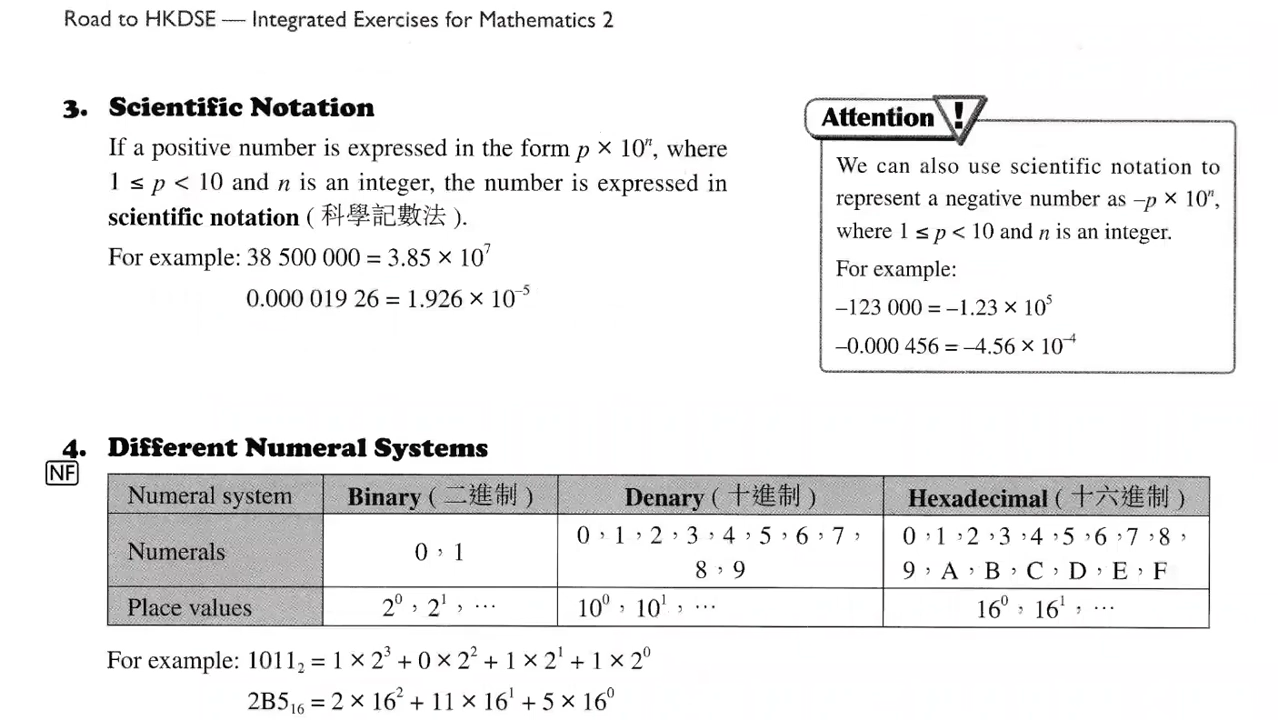 Road to HKDSE — Integrated Exercises for Mathematics 2
3. Scientific Notation
If a positive number is expressed in the form p × 10ⁿ, where
1 ≤ p < 10 and n is an integer, the number is expressed in
scientific notation ( 科學記數法 ).
For example: 38 500 000 = 3.85 × 10⁷
0.000 019 26 = 1.926 × 10⁻⁵
Attention !
We can also use scientific notation to
represent a negative number as –p × 10ⁿ,
where 1 ≤ p < 10 and n is an integer.
For example:
–123 000 = –1.23 × 10⁵
–0.000 456 = –4.56 × 10⁻⁴
4. Different Numeral Systems
NF
Numeral system Binary ( 二進制 ) Denary ( 十進制 ) Hexadecimal ( 十六進制 )
Numerals 0,1 0,1,2,3,4,5,6,7,
8,9 0,1,2,3,4,5,6,7,8,
9,A,B,C,D,E,F
Place values 2⁰,2¹,⋯ 10⁰,10¹,⋯ 16⁰,16¹,⋯
For example: 1011₂ = 1 × 2³ + 0 × 2² + 1 × 2¹ + 1 × 2⁰
2B5₁₆ = 2 × 16² + 11 × 16¹ + 5 × 16⁰